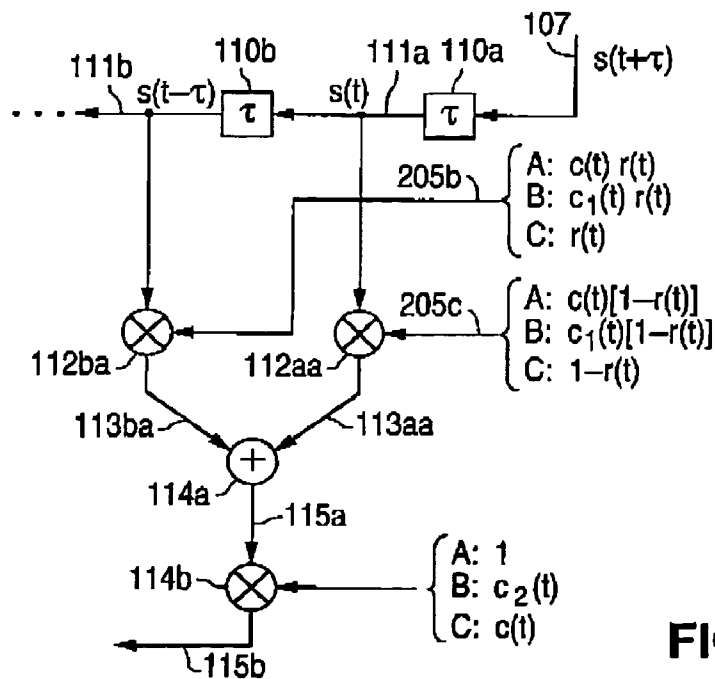 107
110b
111a
110a
s(t+τ)
111b
s(t−τ)
τ
s(t)
τ
205b
A: c(t) r(t)
B: c₁(t) r(t)
C: r(t)
205c
A: c(t)[1−r(t)]
B: c₁(t)[1−r(t)]
C: 1−r(t)
112ba
112aa
113ba
113aa
+
114a
115a
114b
A: 1
B: c₂(t)
C: c(t)
115b